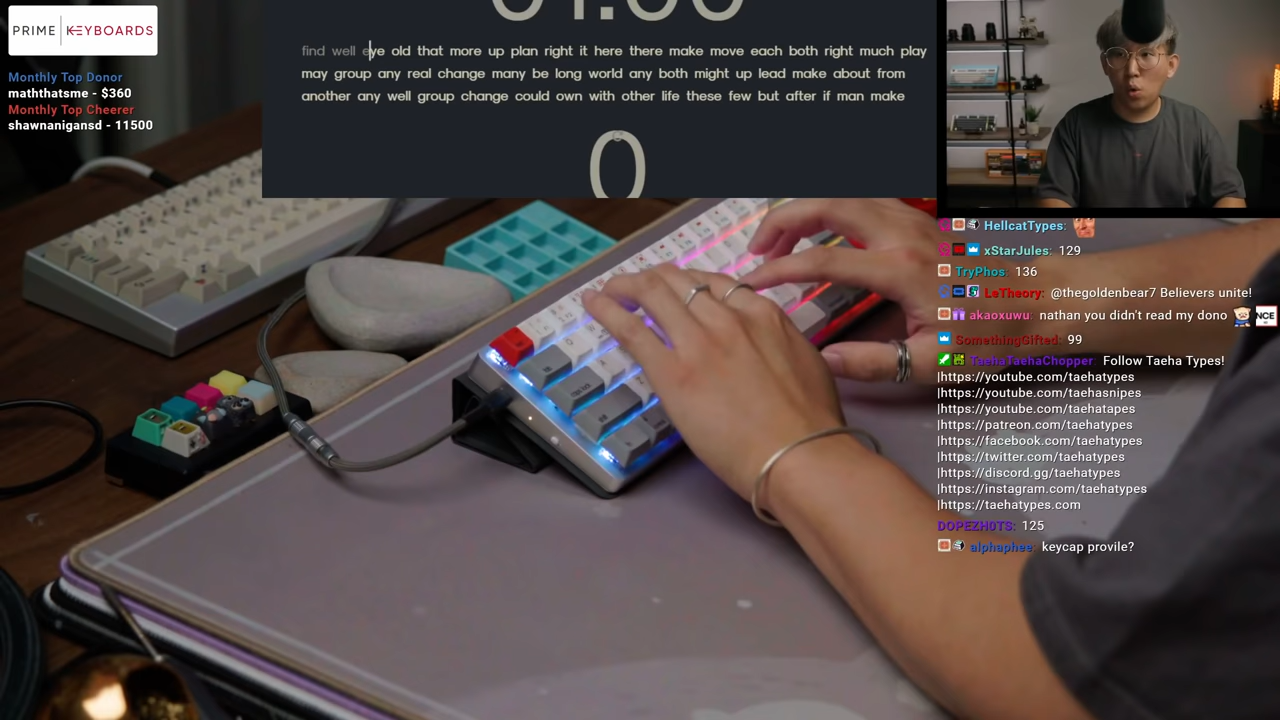 PRIME KEYBOARDS
Monthly Top Donor
maththatsme - $360
Monthly Top Cheerer
shawnanigansd - 11500
01:00
find well eye old that more up plan right it here there make move each both right much play
may group any real change many be long world any both might up lead make about from
another any well group change could own with other life these few but after if man make
0
HellcatTypes:
xStarJules: 129
TryPhos: 136
LeTheory: @thegoldenbear7 Believers unite!
akaoxuwu: nathan you didn't read my dono NCE
SomethingGifted: 99
TaehaTaehaChopper: Follow Taeha Types!
|https://youtube.com/taehatypes
|https://youtube.com/taehasnipes
|https://youtube.com/taehatapes
|https://patreon.com/taehatypes
|https://facebook.com/taehatypes
|https://twitter.com/taehatypes
|https://discord.gg/taehatypes
|https://instagram.com/taehatypes
|https://taehatypes.com
DOPEZH0TS: 125
alphaphee: keycap provile?